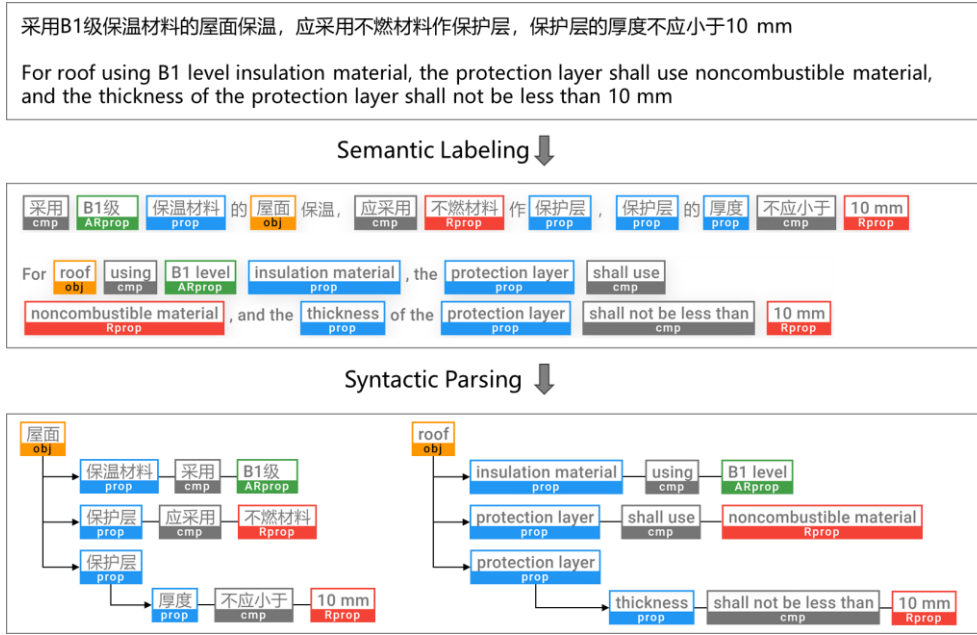 采用B1级保温材料的屋面保温，应采用不燃材料作保护层，保护层的厚度不应小于10 mm
For roof using B1 level insulation material, the protection layer shall use noncombustible material,
and the thickness of the protection layer shall not be less than 10 mm
Semantic Labeling
采用 B1级 保温材料 的 屋面 保温， 应采用 不燃材料 作 保护层 ， 保护层 的 厚度 不应小于 10 mm
cmp ARprop prop obj cmp Rprop prop prop prop cmp Rprop
For roof using B1 level insulation material , the protection layer shall use
obj cmp ARprop prop prop cmp
noncombustible material , and the thickness of the protection layer shall not be less than 10 mm
Rprop prop prop cmp Rprop
Syntactic Parsing
屋面
obj
保温材料 采用 B1级
prop cmp ARprop
保护层 应采用 不燃材料
prop cmp Rprop
保护层
prop
厚度 不应小于 10 mm
prop cmp Rprop
roof
obj
insulation material using B1 level
prop cmp ARprop
protection layer shall use noncombustible material
prop cmp Rprop
protection layer
prop
thickness shall not be less than 10 mm
prop cmp Rprop